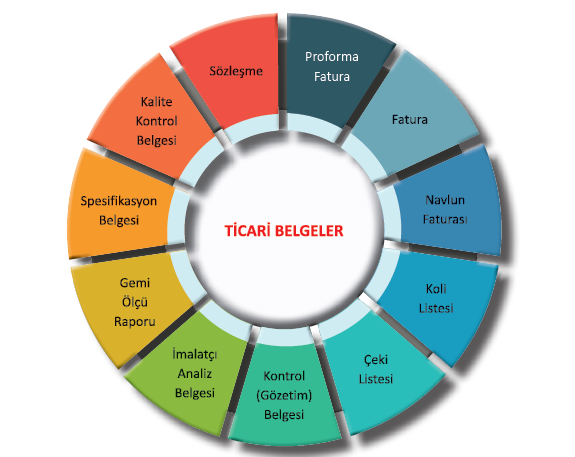 Proforma
Fatura
Fatura
Navlun
Faturası
Koli
Listesi
Çeki
Listesi
Kontrol
(Gözetim)
Belgesi
İmalatçı
Analiz
Belgesi
Gemi
Ölçü
Raporu
Spesifikasyon
Belgesi
Kalite
Kontrol
Belgesi
Sözleşme
TİCARİ BELGELER